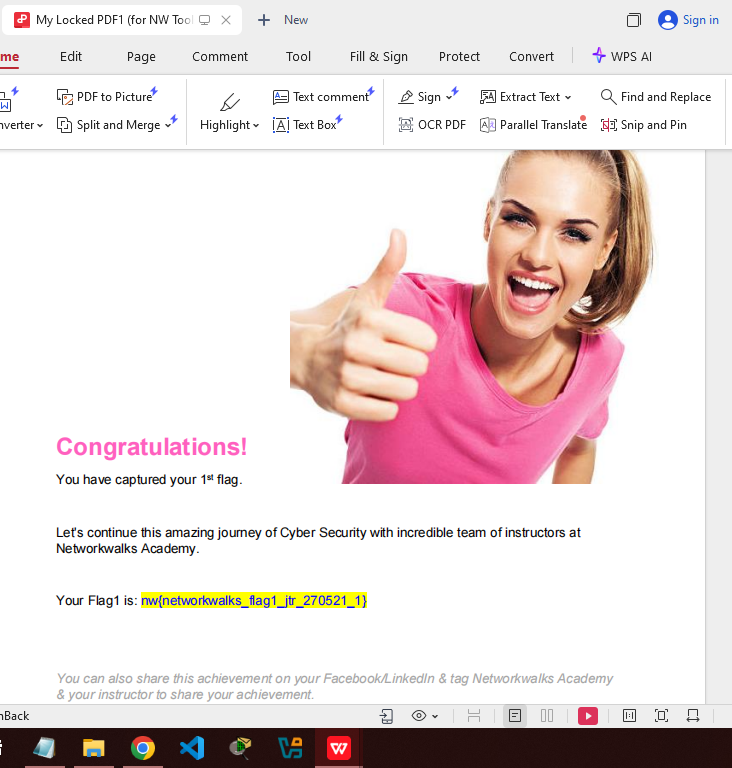 My Locked PDF1 (for NW Tool
New
Sign in
me
Edit
Page
Comment
Tool
Fill & Sign
Protect
Convert
WPS AI
PDF to Picture
Text comment
Sign
Extract Text
Find and Replace
nverter
Split and Merge
Highlight
Text Box
OCR PDF
Parallel Translate
Snip and Pin
Congratulations!
You have captured your 1st flag.
Let's continue this amazing journey of Cyber Security with incredible team of instructors at
Networkwalks Academy.
Your Flag1 is: nw{networkwalks_flag1_jtr_270521_1}
You can also share this achievement on your Facebook/LinkedIn & tag Networkwalks Academy
& your instructor to share your achievement.
nBack